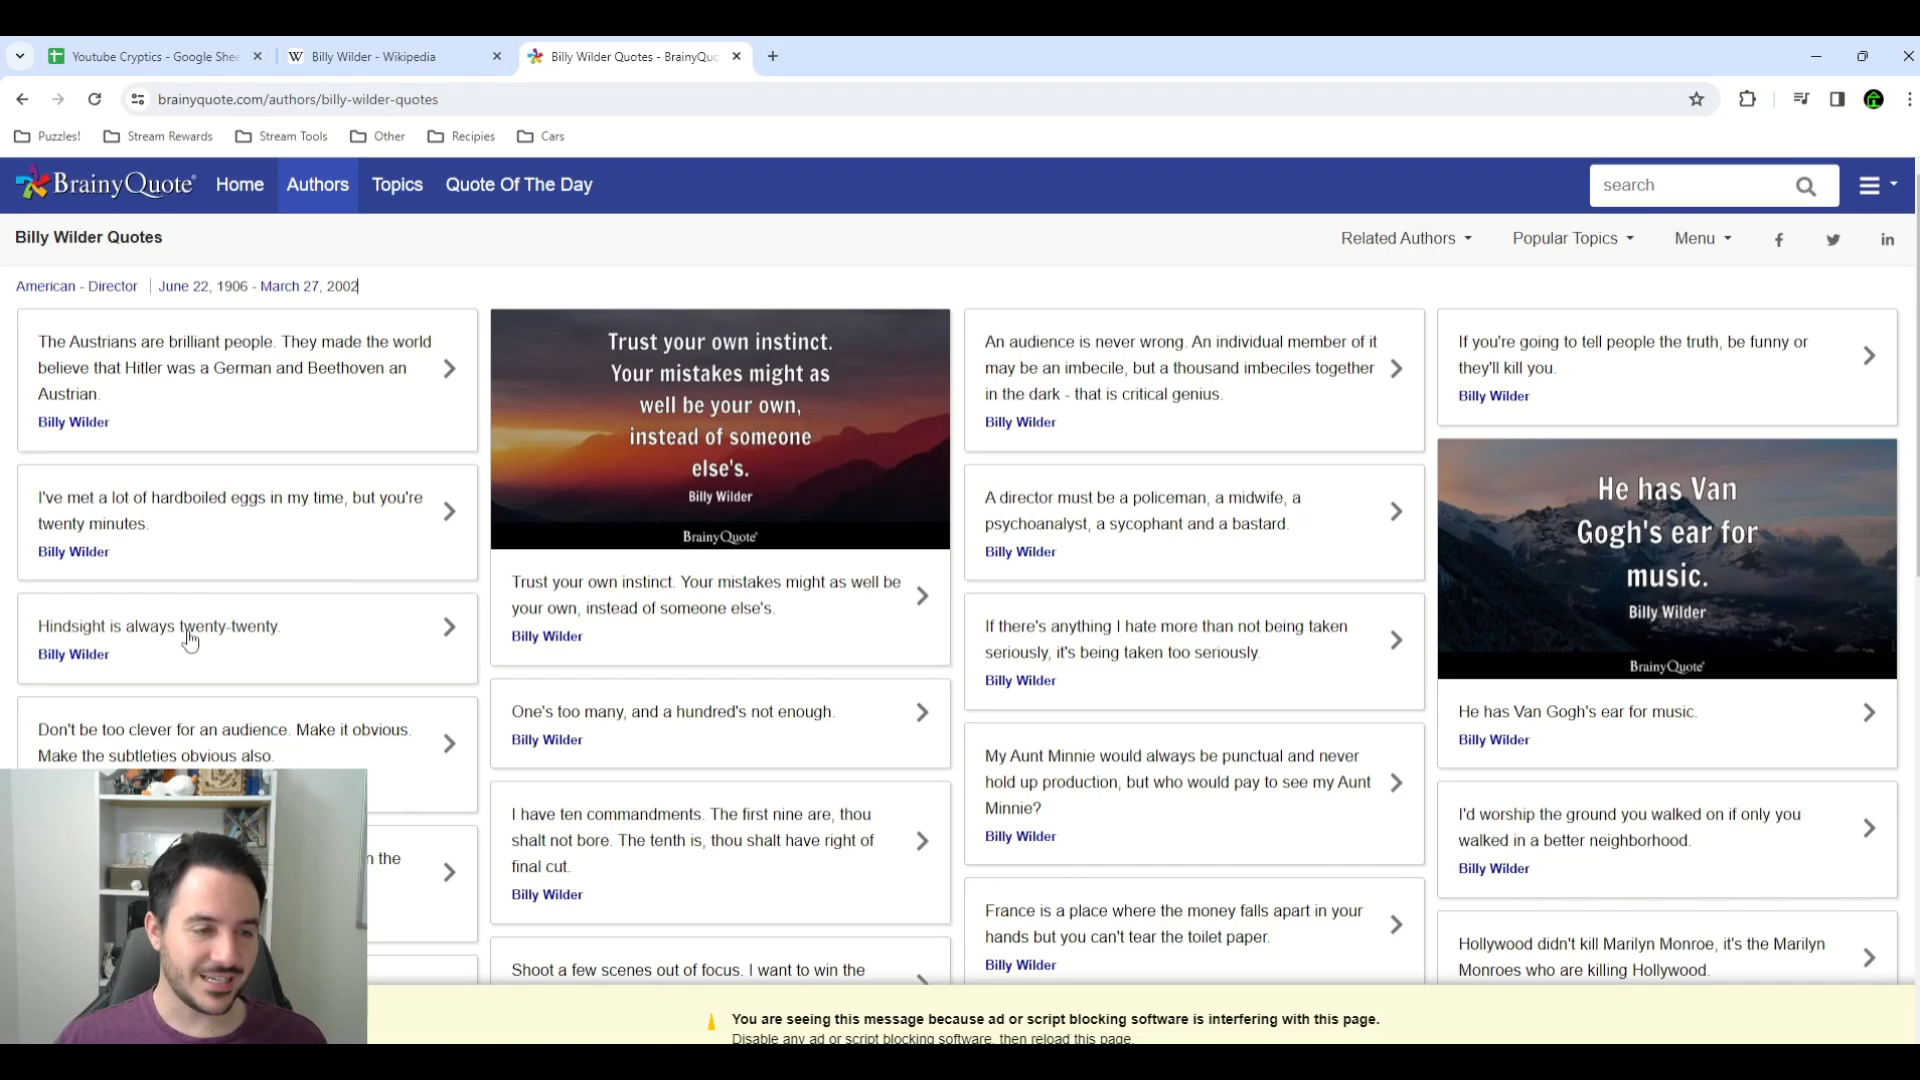 Youtube Cryptics - Google Shee
Billy Wilder - Wikipedia
Billy Wilder Quotes - BrainyQuo
brainyquote.com/authors/billy-wilder-quotes
Puzzles!
Stream Rewards
Stream Tools
Other
Recipies
Cars
BrainyQuote
Home
Authors
Topics
Quote Of The Day
search
Billy Wilder Quotes
Related Authors
Popular Topics
Menu
American - Director
June 22, 1906 - March 27, 2002
The Austrians are brilliant people. They made the world
believe that Hitler was a German and Beethoven an
Austrian.
Billy Wilder
I've met a lot of hardboiled eggs in my time, but you're
twenty minutes.
Billy Wilder
Hindsight is always twenty-twenty.
Billy Wilder
Don't be too clever for an audience. Make it obvious.
Make the subtleties obvious also.
n the
Trust your own instinct.
Your mistakes might as
well be your own,
instead of someone
else's.
Billy Wilder
BrainyQuote
Trust your own instinct. Your mistakes might as well be
your own, instead of someone else's.
Billy Wilder
One's too many, and a hundred's not enough.
Billy Wilder
I have ten commandments. The first nine are, thou
shalt not bore. The tenth is, thou shalt have right of
final cut.
Billy Wilder
Shoot a few scenes out of focus. I want to win the
An audience is never wrong. An individual member of it
may be an imbecile, but a thousand imbeciles together
in the dark - that is critical genius.
Billy Wilder
A director must be a policeman, a midwife, a
psychoanalyst, a sycophant and a bastard.
Billy Wilder
If there's anything I hate more than not being taken
seriously, it's being taken too seriously.
Billy Wilder
My Aunt Minnie would always be punctual and never
hold up production, but who would pay to see my Aunt
Minnie?
Billy Wilder
France is a place where the money falls apart in your
hands but you can't tear the toilet paper.
Billy Wilder
If you're going to tell people the truth, be funny or
they'll kill you.
Billy Wilder
He has Van
Gogh's ear for
music.
Billy Wilder
BrainyQuote
He has Van Gogh's ear for music.
Billy Wilder
I'd worship the ground you walked on if only you
walked in a better neighborhood.
Billy Wilder
Hollywood didn't kill Marilyn Monroe, it's the Marilyn
Monroes who are killing Hollywood.
You are seeing this message because ad or script blocking software is interfering with this page.
Disable any ad or script blocking software, then reload this page.